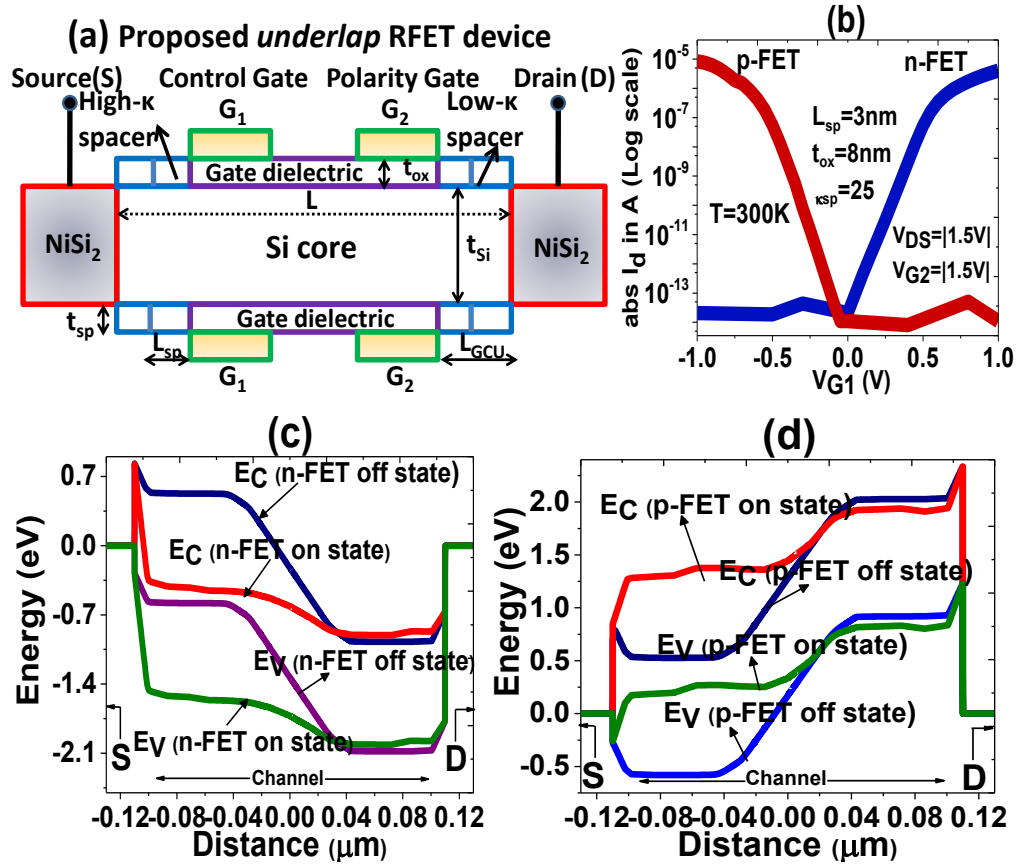 (a) Proposed underlap RFET device
Source(S) Control Gate Polarity Gate Drain (D)
High-κ spacer
G1
G2
Low-κ spacer
Gate dielectric
tox
L
NiSi2
Si core
tSi
NiSi2
tsp
Gate dielectric
Lsp
LGCU
G1
G2
(b)
abs Id in A (Log scale)
10-5
10-7
10-9
10-11
10-13
p-FET
n-FET
Lsp=3nm
tox=8nm
κsp=25
T=300K
VDS=|1.5V|
VG2=|1.5V|
-1.0 -0.5 0.0 0.5 1.0
VG1 (V)
(c)
Energy (eV)
0.7
0.0
-0.7
-1.4
-2.1
EC (n-FET off state)
EC (n-FET on state)
EV (n-FET off state)
EV (n-FET on state)
S
D
Channel
-0.12 -0.08 -0.04 0.00 0.04 0.08 0.12
Distance (μm)
(d)
Energy (eV)
2.0
1.5
1.0
0.5
0.0
-0.5
EC (p-FET on state)
EC (p-FET off state)
EV (p-FET on state)
EV (p-FET off state)
S
D
Channel
-0.12 -0.08 -0.04 0.00 0.04 0.08 0.12
Distance (μm)